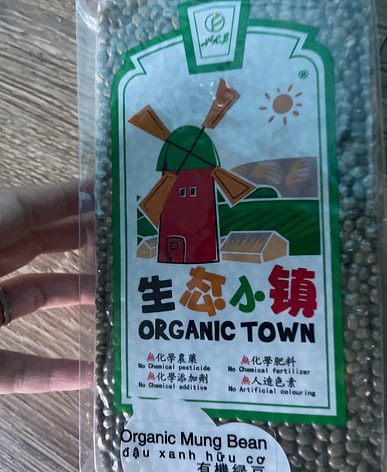 ®
生态小镇
ORGANIC TOWN
無化學農藥
No Chemical pesticide
無化學肥料
No Chemical fertilizer
無化學添加劑
No Chemical additive
無人造色素
No Artificial colouring
Organic Mung Bean
đậu xanh hữu cơ
有機綠豆